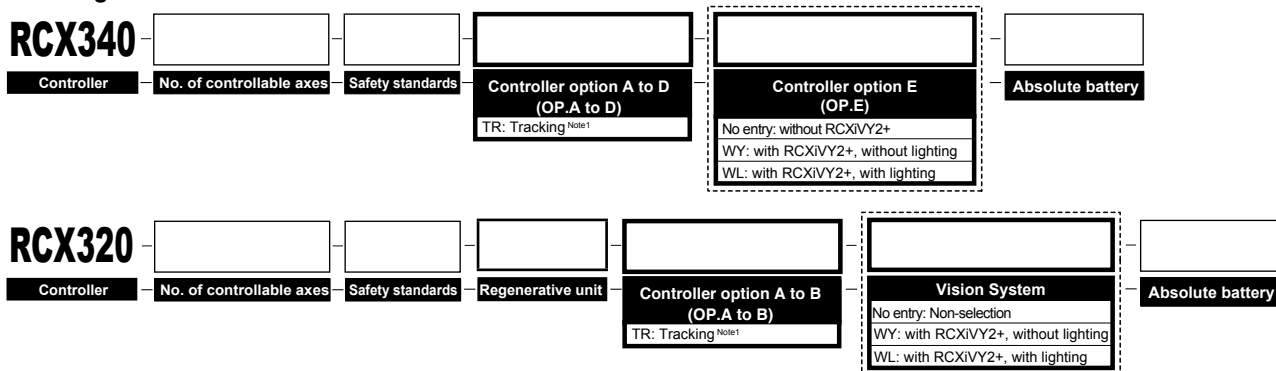 RCX340
Controller – No. of controllable axes – Safety standards – Controller option A to D – Controller option E – Absolute battery
(OP.A to D) (OP.E)
TR: Tracking Note1
No entry: without RCXiVY2+
WY: with RCXiVY2+, without lighting
WL: with RCXiVY2+, with lighting
RCX320
Controller – No. of controllable axes – Safety standards – Regenerative unit – Controller option A to B – Vision System – Absolute battery
(OP.A to B)
TR: Tracking Note1
No entry: Non-selection
WY: with RCXiVY2+, without lighting
WL: with RCXiVY2+, with lighting